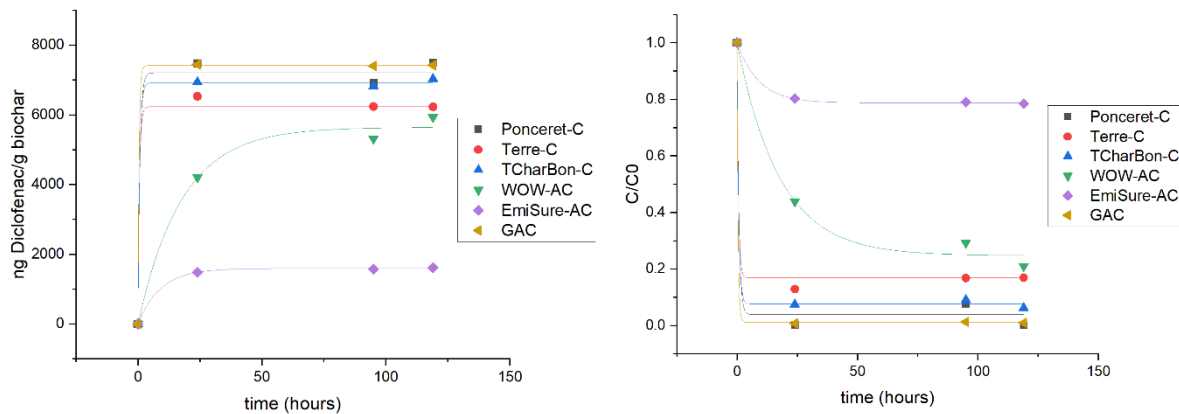 ng Diclofenac/g biochar
8000
6000
4000
2000
0
0
50
100
150
time (hours)
Ponceret-C
Terre-C
TCharBon-C
WOW-AC
EmiSure-AC
GAC
C/C0
1.0
0.8
0.6
0.4
0.2
0.0
0
50
100
150
time (hours)
Ponceret-C
Terre-C
TCharBon-C
WOW-AC
EmiSure-AC
GAC